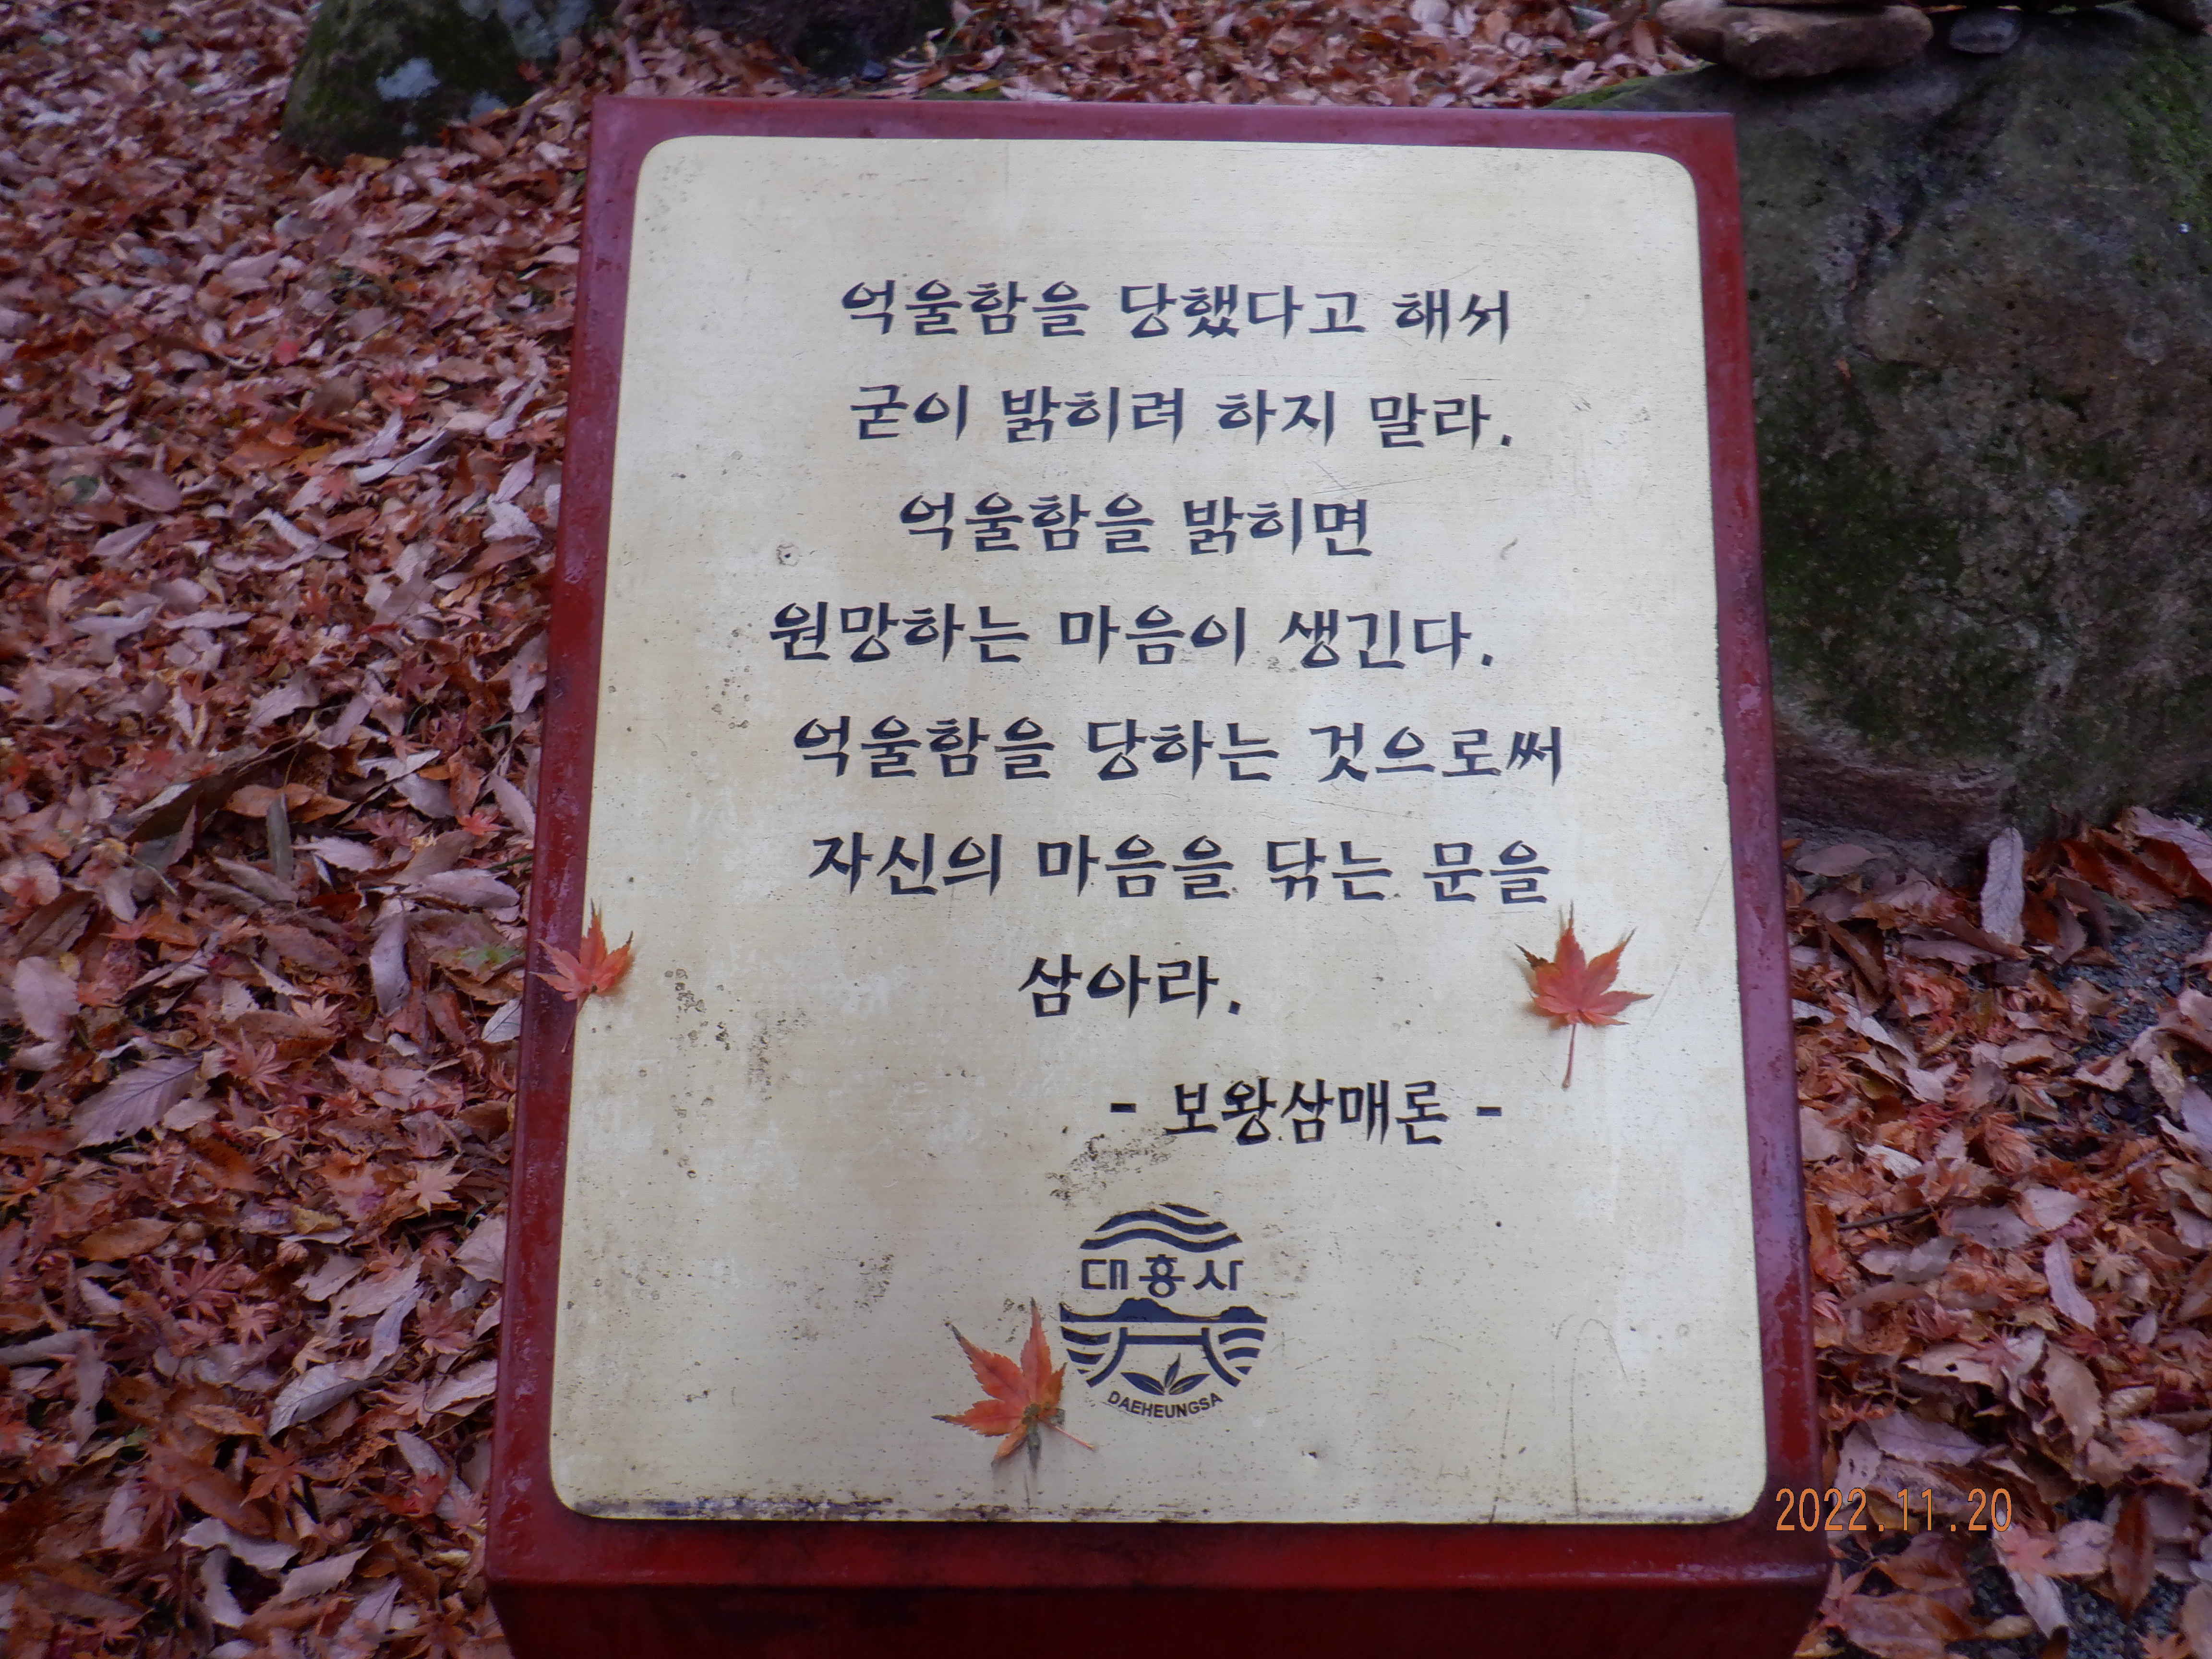 억울함을 당했다고 해서
굳이 밝히려 하지 말라.
억울함을 밝히면
원망하는 마음이 생긴다.
억울함을 당하는 것으로써
자신의 마음을 닦는 문을
삼아라.
- 보왕삼매론 -
대흥사
DAEHEUNGSA
2022.11.20